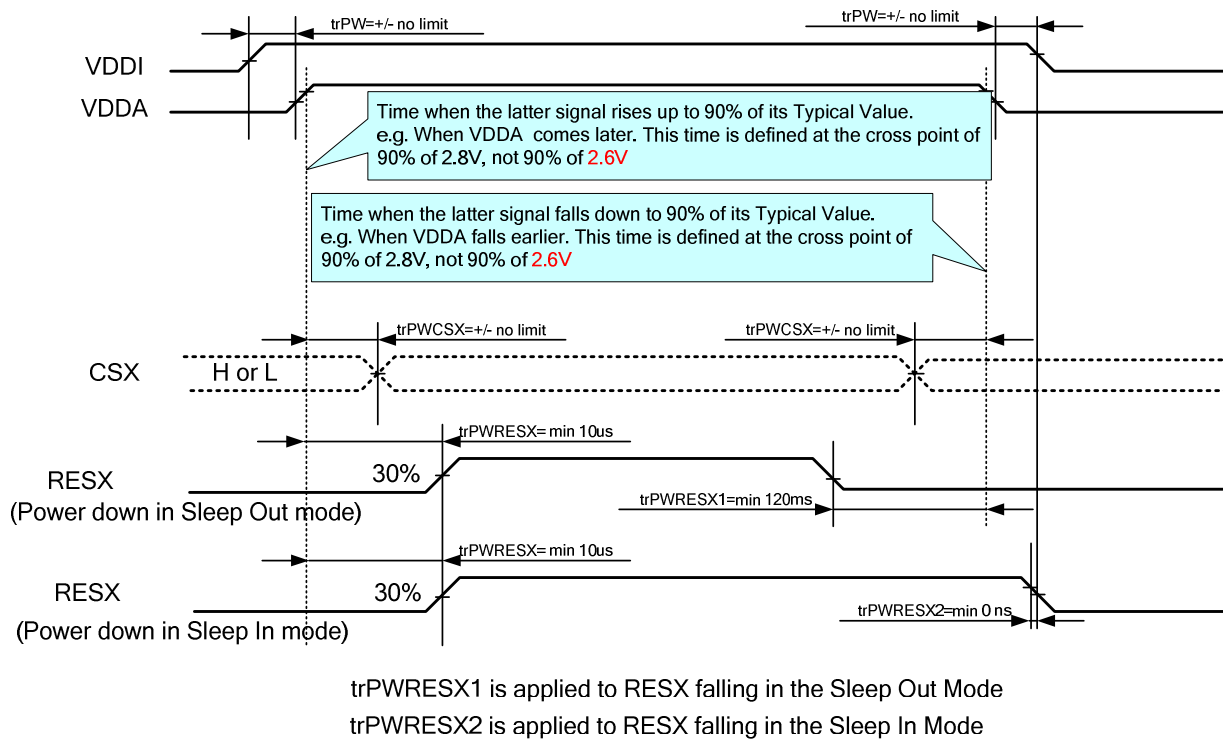 trPW=+/- no limit
trPW=+/- no limit
VDDI
VDDA
Time when the latter signal rises up to 90% of its Typical Value.
e.g. When VDDA comes later. This time is defined at the cross point of
90% of 2.8V, not 90% of 2.6V
Time when the latter signal falls down to 90% of its Typical Value.
e.g. When VDDA falls earlier. This time is defined at the cross point of
90% of 2.8V, not 90% of 2.6V
trPWCSX=+/- no limit
trPWCSX=+/- no limit
CSX
H or L
trPWRESX= min 10us
RESX
30%
(Power down in Sleep Out mode)
trPWRESX1=min 120ms
trPWRESX= min 10us
RESX
30%
(Power down in Sleep In mode)
trPWRESX2=min 0 ns
trPWRESX1 is applied to RESX falling in the Sleep Out Mode
trPWRESX2 is applied to RESX falling in the Sleep In Mode